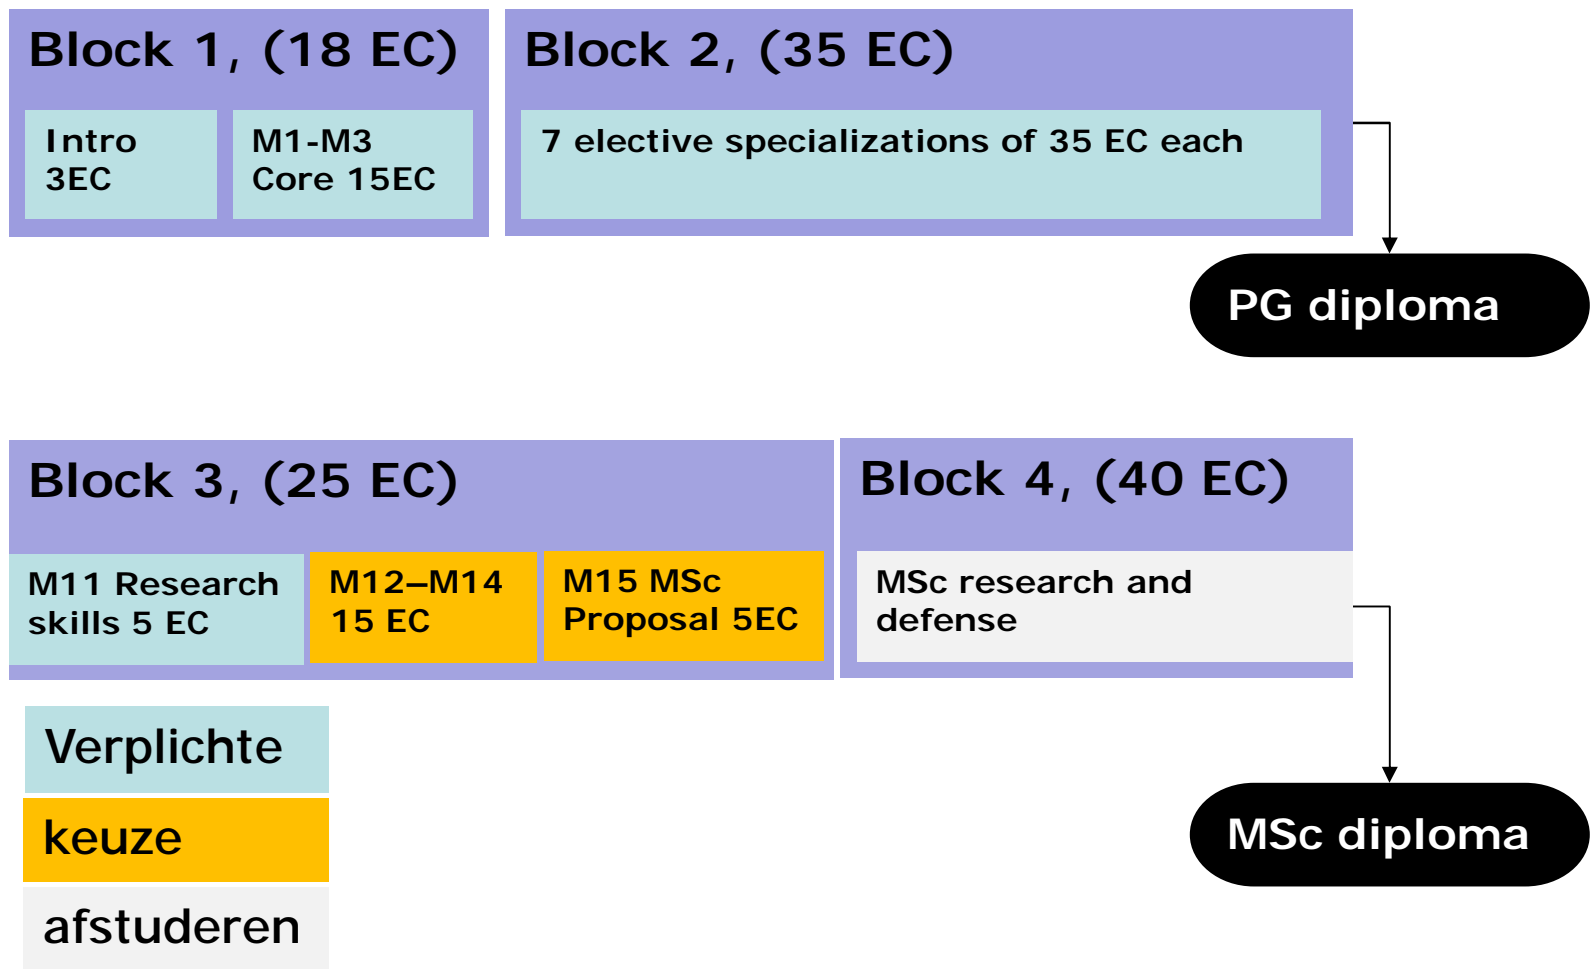 Block 1, (18 EC)
Intro
3EC
M1-M3
Core 15EC
Block 2, (35 EC)
7 elective specializations of 35 EC each
PG diploma
Block 3, (25 EC)
M11 Research
skills 5 EC
M12–M14
15 EC
M15 MSc
Proposal 5EC
Block 4, (40 EC)
MSc research and
defense
MSc diploma
Verplichte
keuze
afstuderen